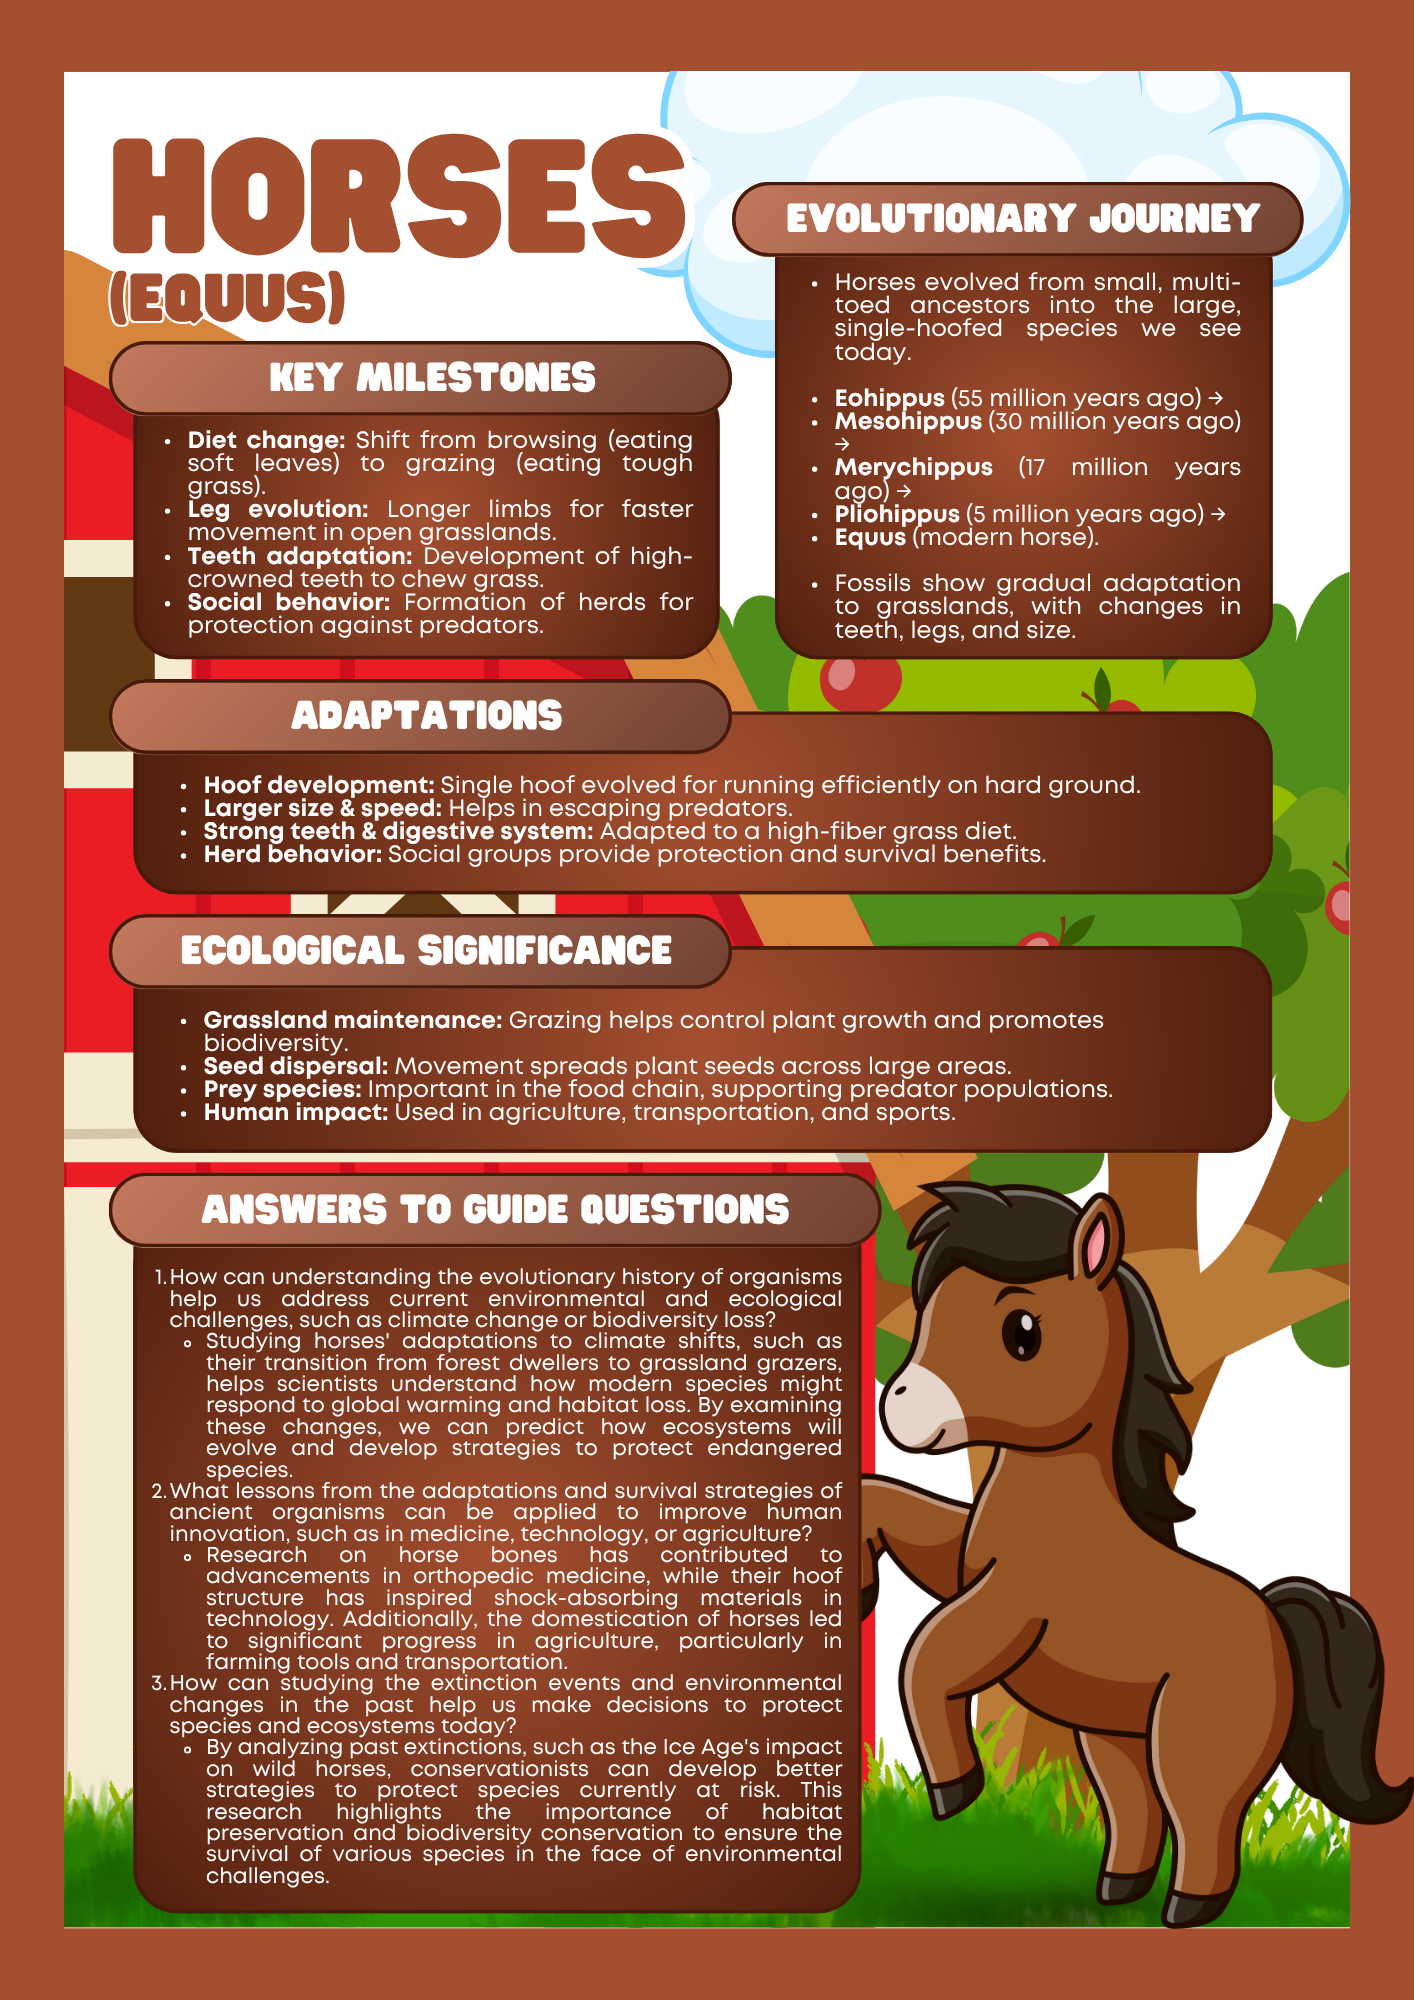 HORSES
(EQUUS)
KEY MILESTONES
• Diet change: Shift from browsing (eating
soft leaves) to grazing (eating tough
grass).
• Leg evolution: Longer limbs for faster
movement in open grasslands.
• Teeth adaptation: Development of high-
crowned teeth to chew grass.
• Social behavior: Formation of herds for
protection against predators.
EVOLUTIONARY JOURNEY
• Horses evolved from small, multi-
toed ancestors into the large,
single-hoofed species we see
today.
• Eohippus (55 million years ago) →
• Mesohippus (30 million years ago)
→
• Merychippus (17 million years
ago) →
• Pliohippus (5 million years ago) →
• Equus (modern horse).
• Fossils show gradual adaptation
to grasslands, with changes in
teeth, legs, and size.
ADAPTATIONS
• Hoof development: Single hoof evolved for running efficiently on hard ground.
• Larger size & speed: Helps in escaping predators.
• Strong teeth & digestive system: Adapted to a high-fiber grass diet.
• Herd behavior: Social groups provide protection and survival benefits.
ECOLOGICAL SIGNIFICANCE
• Grassland maintenance: Grazing helps control plant growth and promotes
biodiversity.
• Seed dispersal: Movement spreads plant seeds across large areas.
• Prey species: Important in the food chain, supporting predator populations.
• Human impact: Used in agriculture, transportation, and sports.
ANSWERS TO GUIDE QUESTIONS
1. How can understanding the evolutionary history of organisms
help us address current environmental and ecological
challenges, such as climate change or biodiversity loss?
◦ Studying horses' adaptations to climate shifts, such as
their transition from forest dwellers to grassland grazers,
helps scientists understand how modern species might
respond to global warming and habitat loss. By examining
these changes, we can predict how ecosystems will
evolve and develop strategies to protect endangered
species.
2. What lessons from the adaptations and survival strategies of
ancient organisms can be applied to improve human
innovation, such as in medicine, technology, or agriculture?
◦ Research on horse bones has contributed to
advancements in orthopedic medicine, while their hoof
structure has inspired shock-absorbing materials in
technology. Additionally, the domestication of horses led
to significant progress in agriculture, particularly in
farming tools and transportation.
3. How can studying the extinction events and environmental
changes in the past help us make decisions to protect
species and ecosystems today?
◦ By analyzing past extinctions, such as the Ice Age's impact
on wild horses, conservationists can develop better
strategies to protect species currently at risk. This
research highlights the importance of habitat
preservation and biodiversity conservation to ensure the
survival of various species in the face of environmental
challenges.